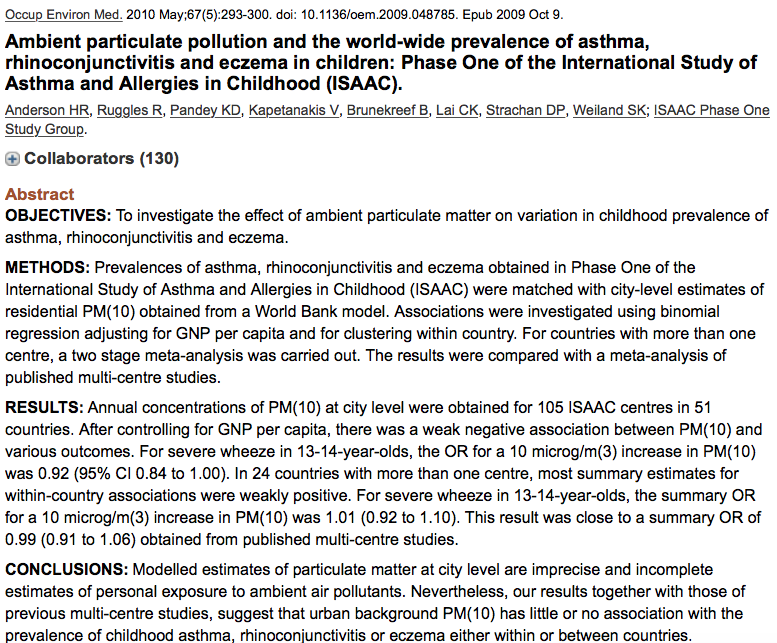 Occup Environ Med. 2010 May;67(5):293-300. doi: 10.1136/oem.2009.048785. Epub 2009 Oct 9.
Ambient particulate pollution and the world-wide prevalence of asthma,
rhinoconjunctivitis and eczema in children: Phase One of the International Study of
Asthma and Allergies in Childhood (ISAAC).
Anderson HR, Ruggles R, Pandey KD, Kapetanakis V, Brunekreef B, Lai CK, Strachan DP, Weiland SK; ISAAC Phase One
Study Group.
Collaborators (130)
Abstract
OBJECTIVES: To investigate the effect of ambient particulate matter on variation in childhood prevalence of
asthma, rhinoconjunctivitis and eczema.
METHODS: Prevalences of asthma, rhinoconjunctivitis and eczema obtained in Phase One of the
International Study of Asthma and Allergies in Childhood (ISAAC) were matched with city-level estimates of
residential PM(10) obtained from a World Bank model. Associations were investigated using binomial
regression adjusting for GNP per capita and for clustering within country. For countries with more than one
centre, a two stage meta-analysis was carried out. The results were compared with a meta-analysis of
published multi-centre studies.
RESULTS: Annual concentrations of PM(10) at city level were obtained for 105 ISAAC centres in 51
countries. After controlling for GNP per capita, there was a weak negative association between PM(10) and
various outcomes. For severe wheeze in 13-14-year-olds, the OR for a 10 microg/m(3) increase in PM(10)
was 0.92 (95% CI 0.84 to 1.00). In 24 countries with more than one centre, most summary estimates for
within-country associations were weakly positive. For severe wheeze in 13-14-year-olds, the summary OR
for a 10 microg/m(3) increase in PM(10) was 1.01 (0.92 to 1.10). This result was close to a summary OR of
0.99 (0.91 to 1.06) obtained from published multi-centre studies.
CONCLUSIONS: Modelled estimates of particulate matter at city level are imprecise and incomplete
estimates of personal exposure to ambient air pollutants. Nevertheless, our results together with those of
previous multi-centre studies, suggest that urban background PM(10) has little or no association with the
prevalence of childhood asthma, rhinoconjunctivitis or eczema either within or between countries.